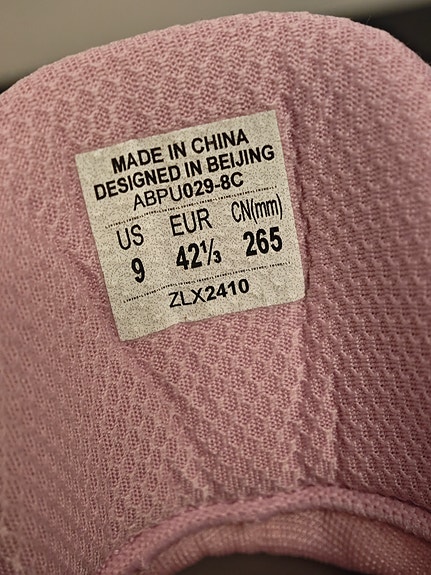 MADE IN CHINA
DESIGNED IN BEIJING
ABPU029-8C
US EUR CN(mm)
9 42⅓ 265
ZLX2410